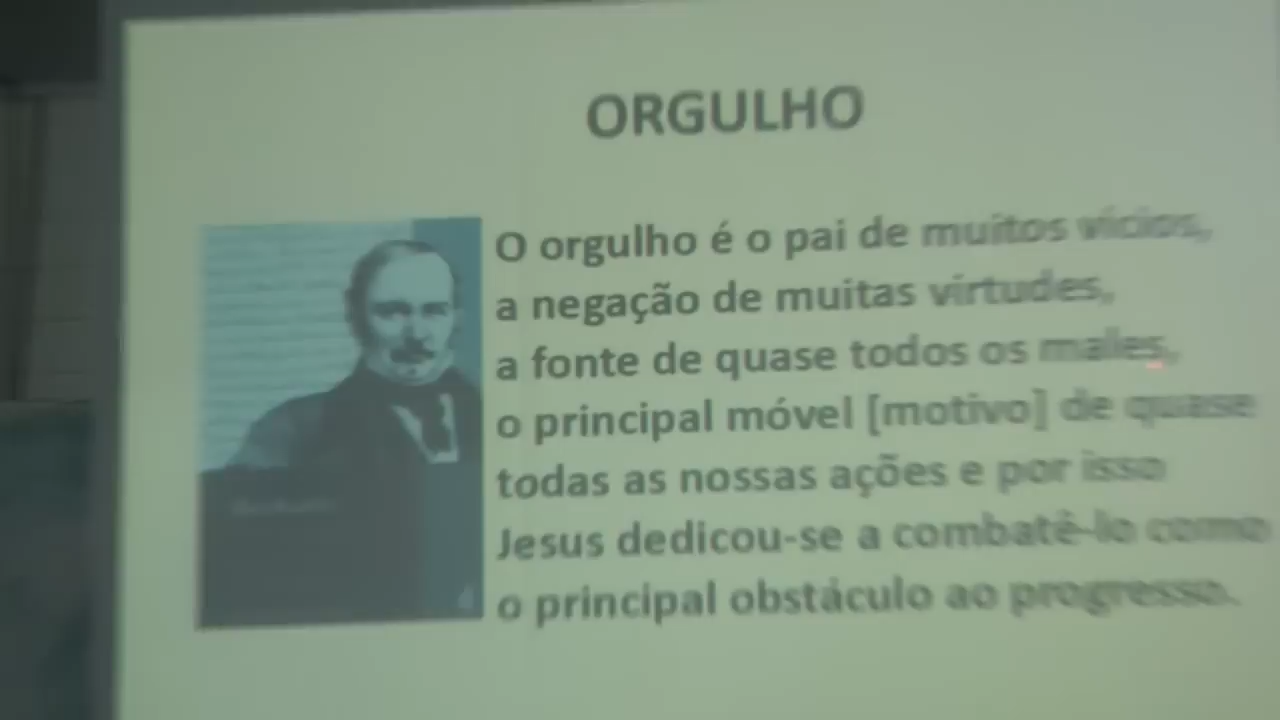 ORGULHO
O orgulho é o pai de muitos vícios,
a negação de muitas virtudes,
a fonte de quase todos os males,
o principal móvel [motivo] de quase
todas as nossas ações e por isso
Jesus dedicou-se a combatê-lo como
o principal obstáculo ao progresso.